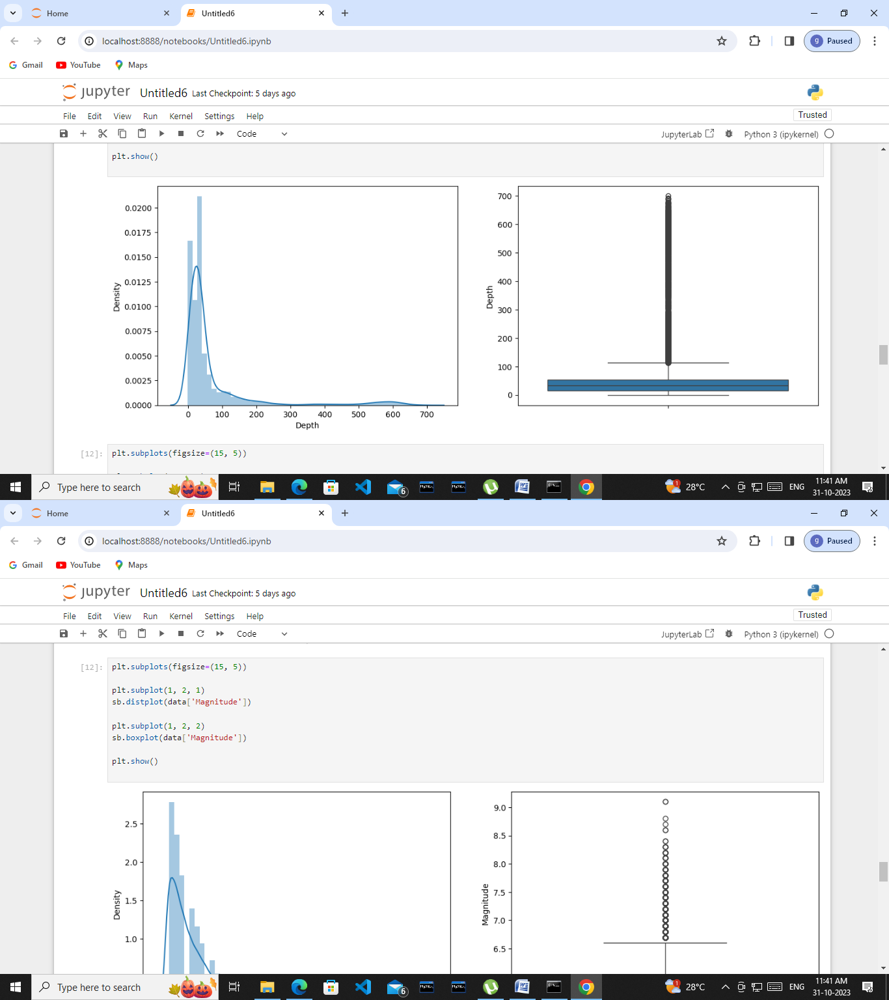 Home
Untitled6
localhost:8888/notebooks/Untitled6.ipynb
g Paused
Gmail YouTube Maps
jupyter Untitled6 Last Checkpoint: 5 days ago
File Edit View Run Kernel Settings Help
Trusted
Code
JupyterLab Python 3 (ipykernel)
plt.show()
0.0200
0.0175
0.0150
0.0125
0.0100
0.0075
0.0050
0.0025
0.0000
Density
0 100 200 300 400 500 600 700
Depth
700
600
500
400
300
200
100
0
Depth
[12]: plt.subplots(figsize=(15, 5))
Type here to search
6
1
28°C
ENG
11:41 AM
31-10-2023
Home
Untitled6
localhost:8888/notebooks/Untitled6.ipynb
g Paused
Gmail YouTube Maps
jupyter Untitled6 Last Checkpoint: 5 days ago
File Edit View Run Kernel Settings Help
Trusted
Code
JupyterLab Python 3 (ipykernel)
[12]: plt.subplots(figsize=(15, 5))
plt.subplot(1, 2, 1)
sb.distplot(data['Magnitude'])
plt.subplot(1, 2, 2)
sb.boxplot(data['Magnitude'])
plt.show()
2.5
2.0
1.5
1.0
Density
9.0
8.5
8.0
7.5
7.0
6.5
Magnitude
Type here to search
6
1
28°C
ENG
11:41 AM
31-10-2023